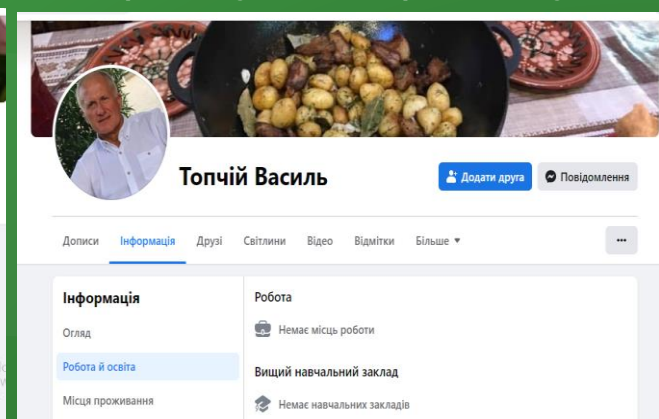 Топчій Василь
Додати друга
Повідомлення
Дописи Інформація Друзі Світлини Відео Відмітки Більше
Інформація
Огляд
Робота й освіта
Місця проживання
Робота
Немає місць роботи
Вищий навчальний заклад
Немає навчальних закладів